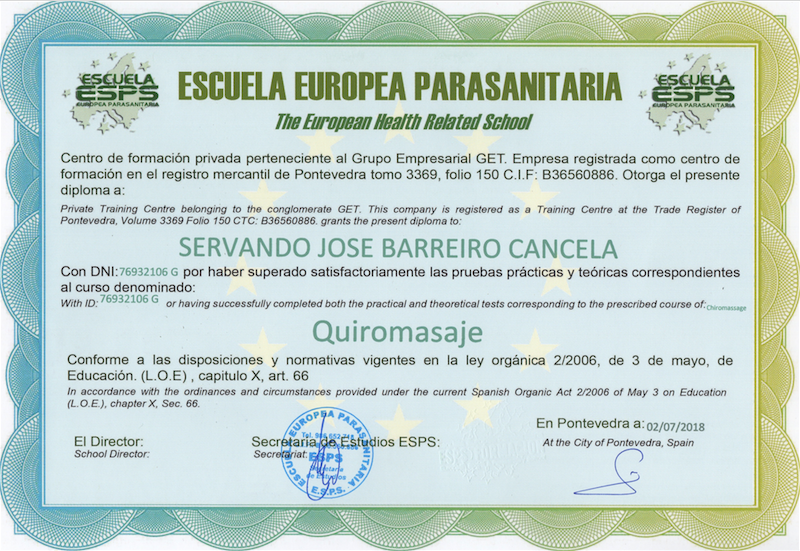 ESCUELA
ESPS
EUROPEA PARASANITARIA
ESCUELA EUROPEA PARASANITARIA
The European Health Related School
ESCUELA
ESPS
EUROPEA PARASANITARIA
Centro de formación privada perteneciente al Grupo Empresarial GET. Empresa registrada como centro de
formación en el registro mercantil de Pontevedra tomo 3369, folio 150 C.I.F: B36560886. Otorga el presente
diploma a:
Private Training Centre belonging to the conglomerate GET. This company is registered as a Training Centre at the Trade Register of
Pontevedra, Volume 3369 Folio 150 CTC: B36560886. grants the present diploma to:
SERVANDO JOSE BARREIRO CANCELA
Con DNI: 76932106 G por haber superado satisfactoriamente las pruebas prácticas y teóricas correspondientes
al curso denominado:
With ID: 76932106 G or having successfully completed both the practical and theoretical tests corresponding to the prescribed course of: Chiromassage
Quiromasaje
Conforme a las disposiciones y normativas vigentes en la ley orgánica 2/2006, de 3 de mayo, de
Educación. (L.O.E) , capitulo X, art. 66
In accordance with the ordinances and circumstances provided under the current Spanish Organic Act 2/2006 of May 3 on Education
(L.O.E.), chapter X, Sec. 66.
En Pontevedra a: 02/07/2018
At the City of Pontevedra, Spain
El Director:
School Director:
Secretaria de Estudios ESPS:
Secretariat:
ESCUELA EUROPEA PARASANITARIA
ESPS
Secretaria
de Estudios
E.S.P.S.